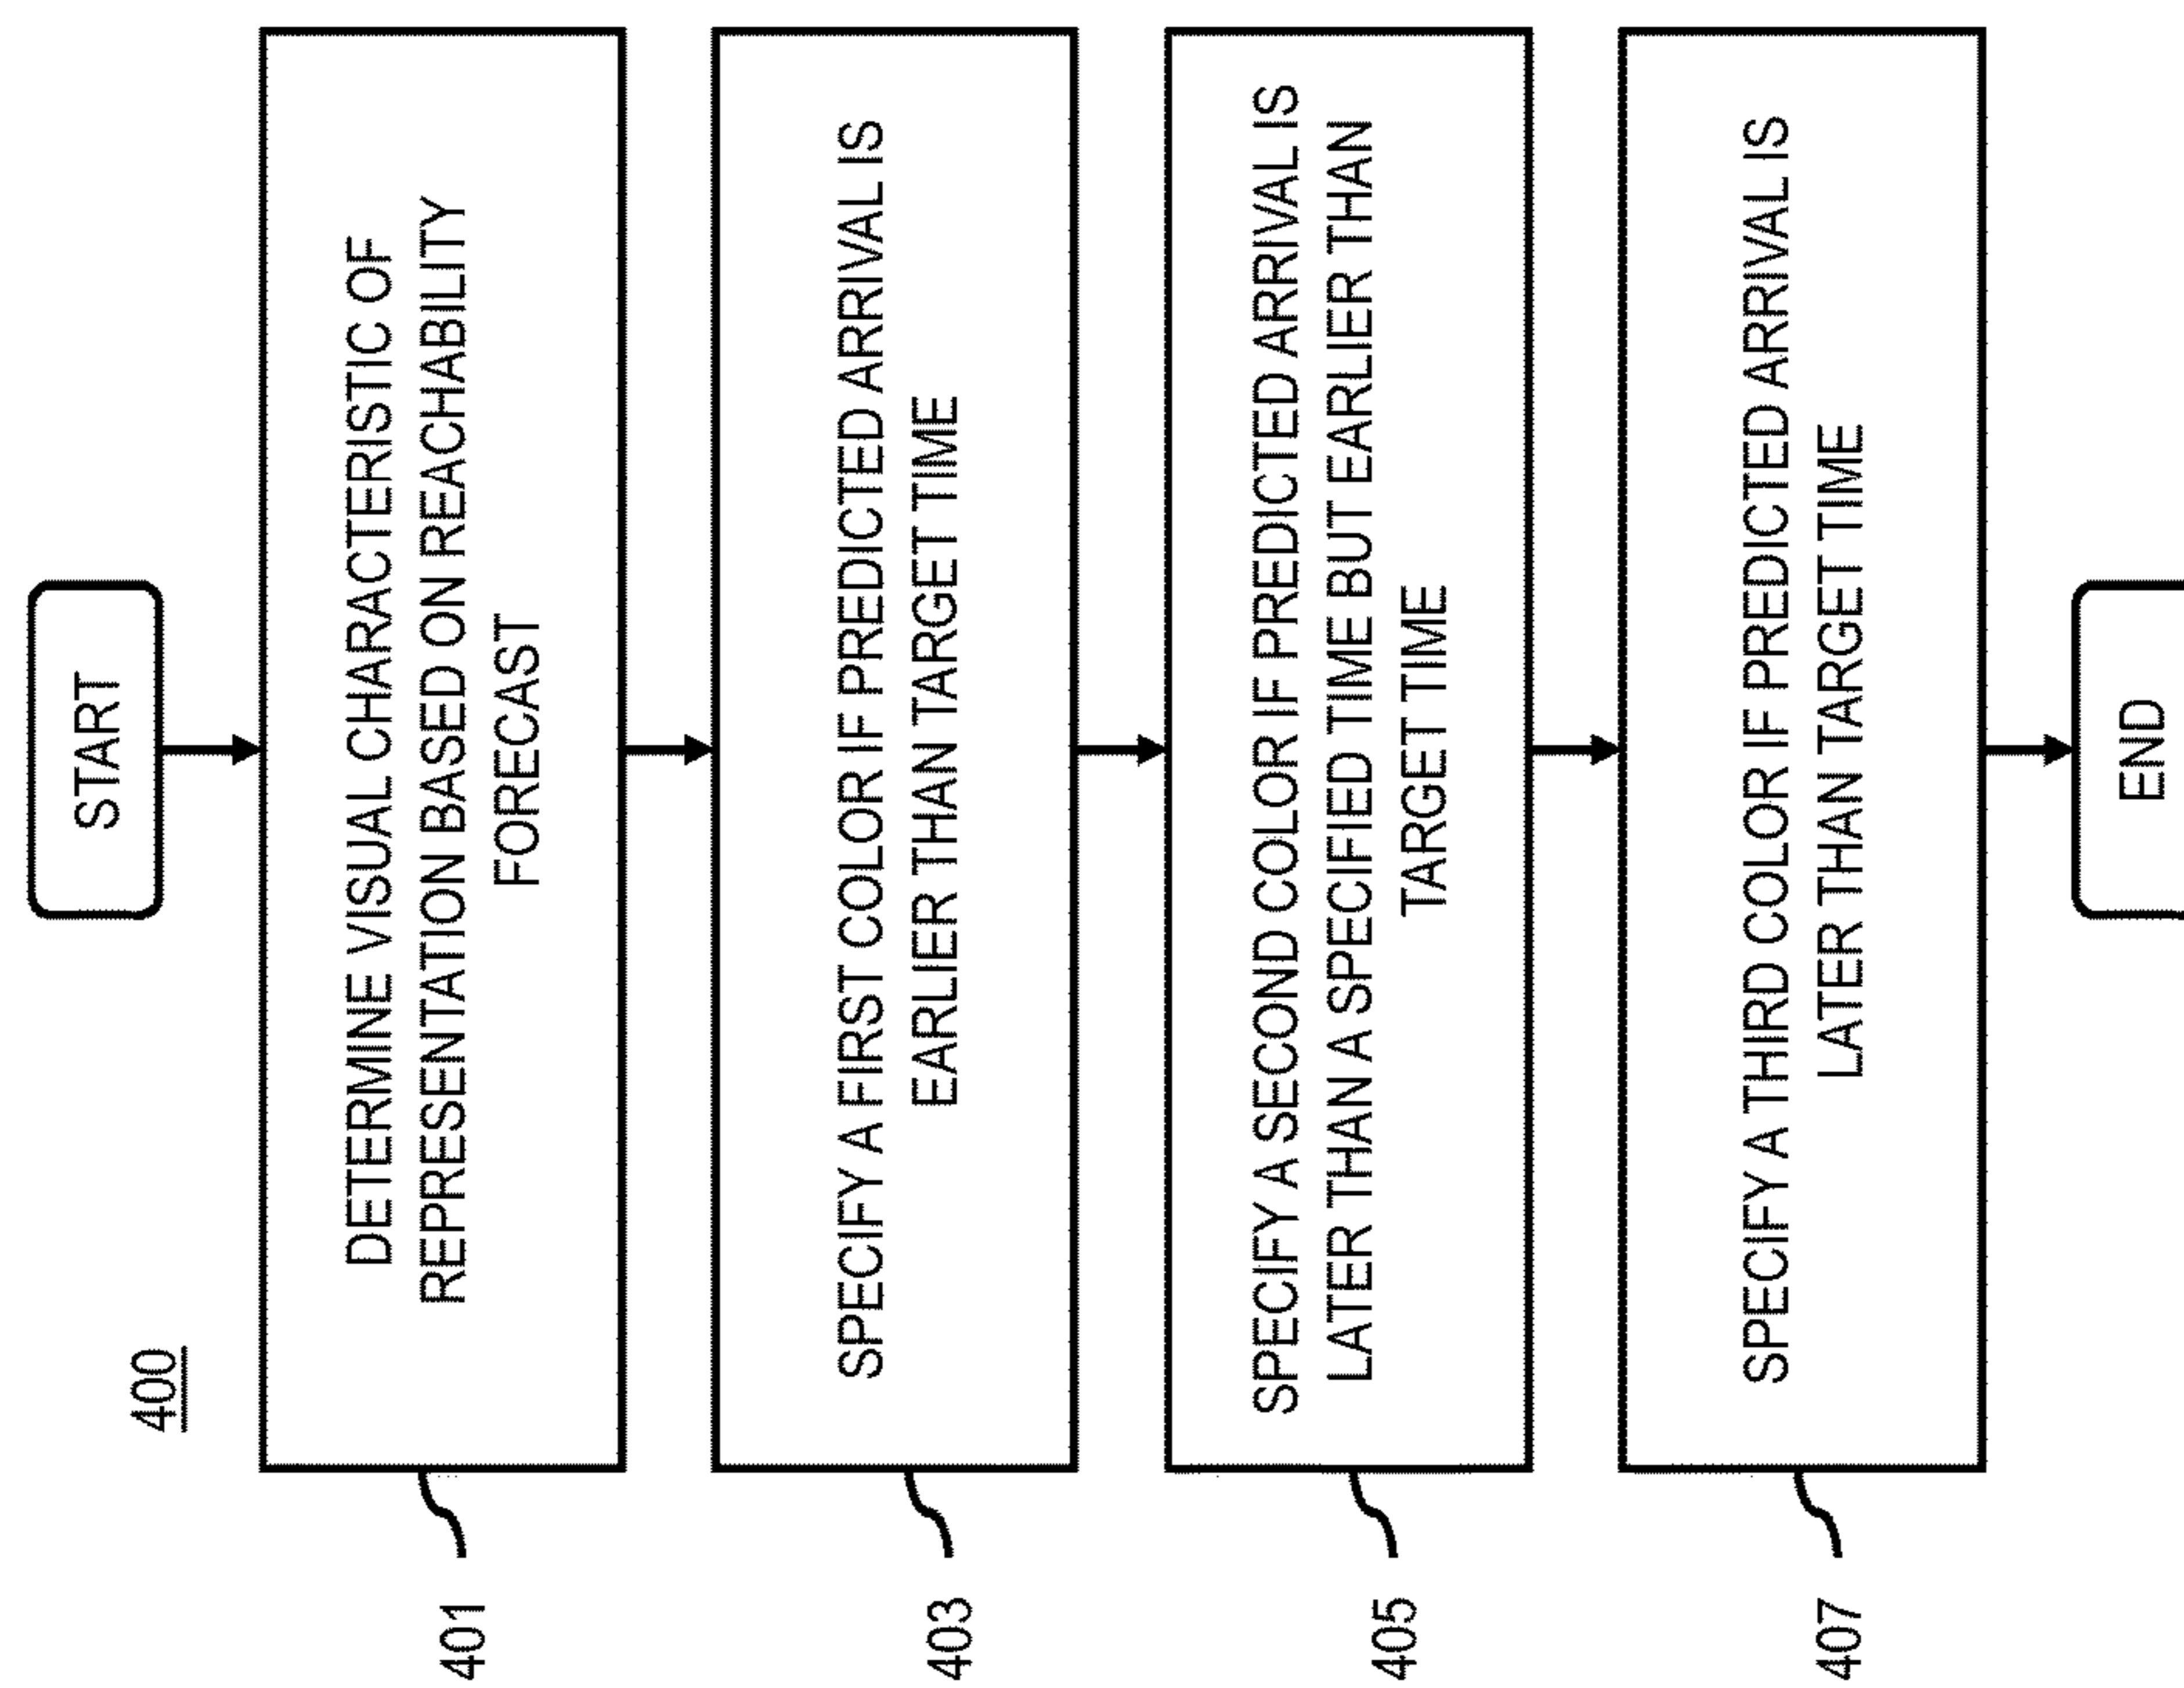 400
START
401
DETERMINE VISUAL CHARACTERISTIC OF
REPRESENTATION BASED ON REACHABILITY
FORECAST
403
SPECIFY A FIRST COLOR IF PREDICTED ARRIVAL IS
EARLIER THAN TARGET TIME
405
SPECIFY A SECOND COLOR IF PREDICTED ARRIVAL IS
LATER THAN A SPECIFIED TIME BUT EARLIER THAN
TARGET TIME
407
SPECIFY A THIRD COLOR IF PREDICTED ARRIVAL IS
LATER THAN TARGET TIME
END